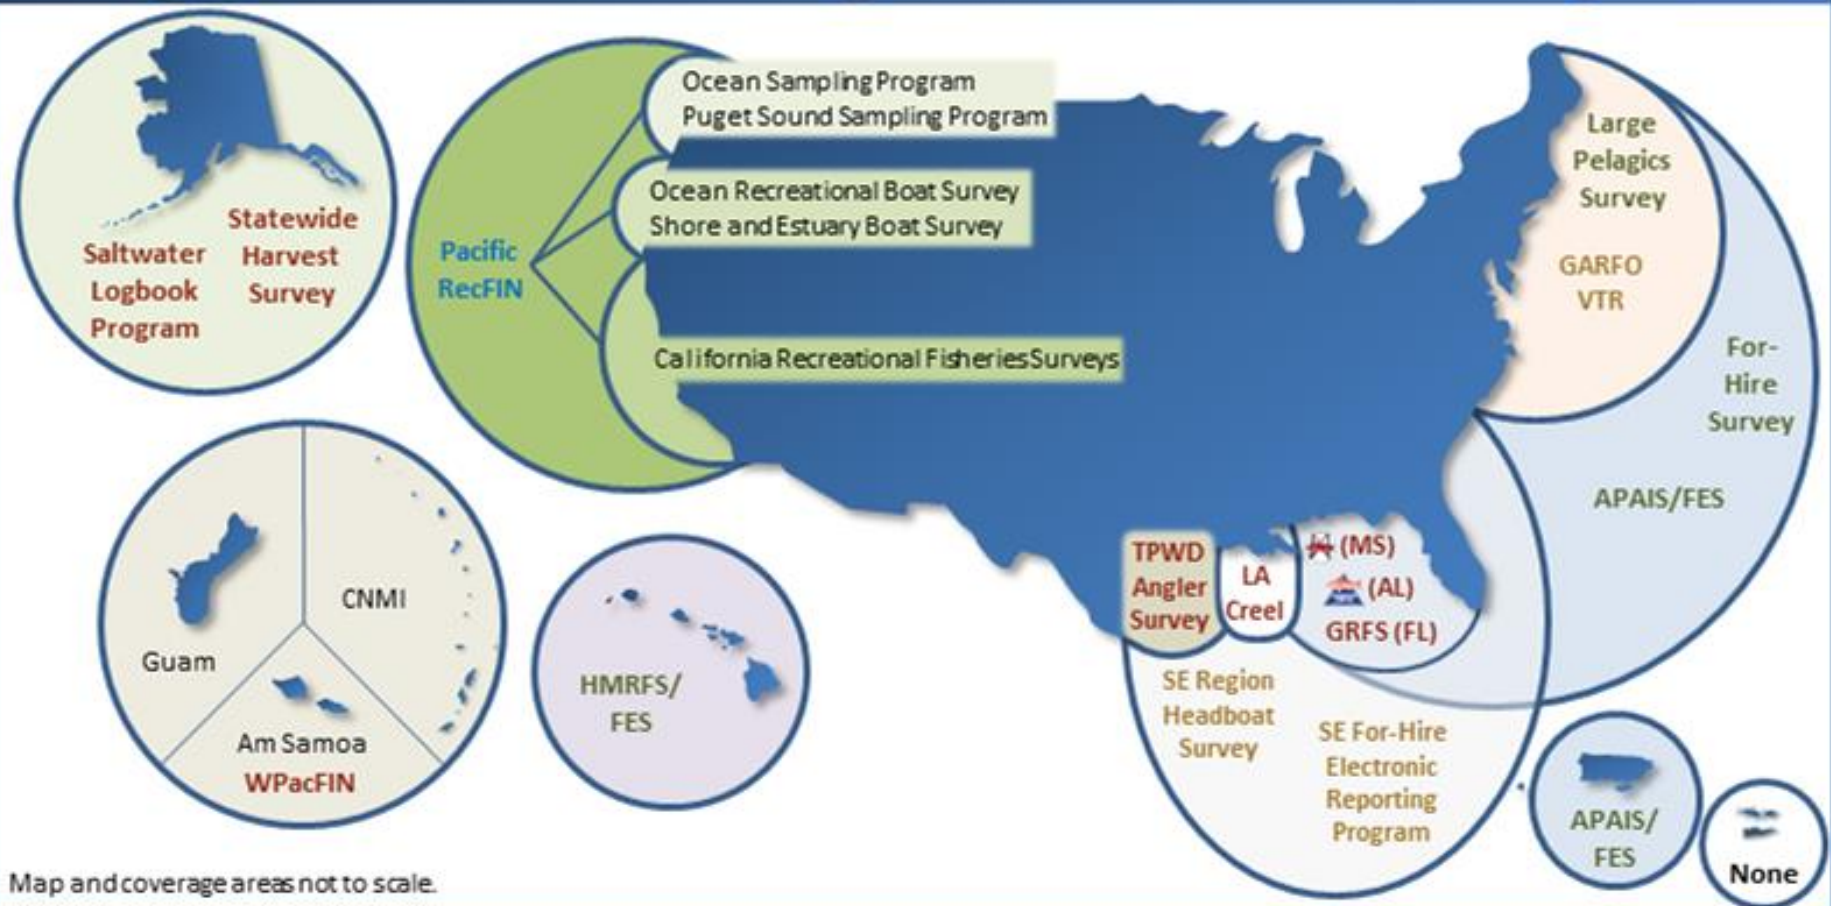 Statewide
Harvest
Survey
Saltwater
Logbook
Program
Pacific
RecFIN
Ocean Sampling Program
Puget Sound Sampling Program
Ocean Recreational Boat Survey
Shore and Estuary Boat Survey
California Recreational Fisheries Surveys
Large
Pelagics
Survey
GARFO
VTR
For-
Hire
Survey
APAIS/FES
TPWD
Angler
Survey
LA
Creel
(MS)
(AL)
GRFS (FL)
SE Region
Headboat
Survey
SE For-Hire
Electronic
Reporting
Program
Guam
CNMI
Am Samoa
WPacFIN
HMRFS/
FES
APAIS/
FES
None
Map and coverage areas not to scale.